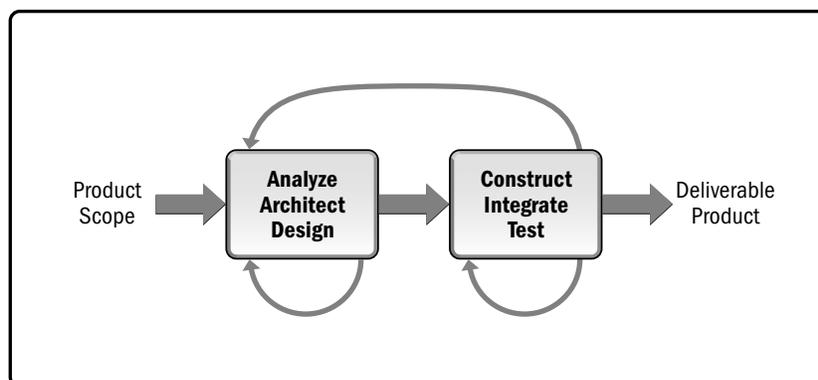 Product
Scope
Analyze
Architect
Design
Construct
Integrate
Test
Deliverable
Product